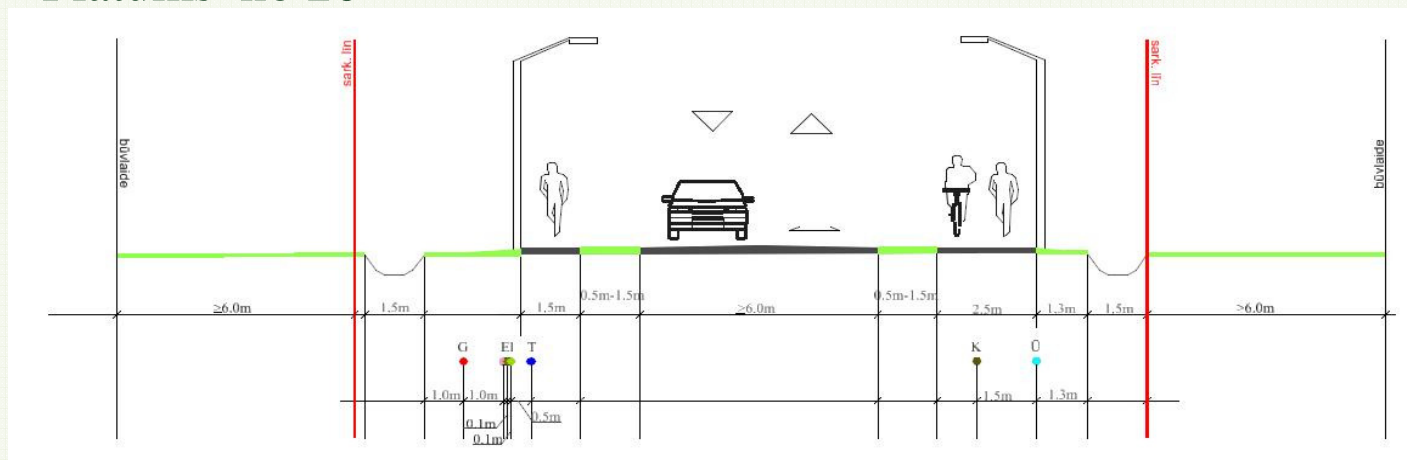 būvlaide
sark. līn
sark. līn
būvlaide
≥6.0m
1.5m
1.5m
0.5m-1.5m
≥6.0m
0.5m-1.5m
2.5m
1.3m
1.5m
>6.0m
G
El
T
K
Ū
1.0m
1.0m
0.5m
1.5m
1.3m
0.1m
0.1m